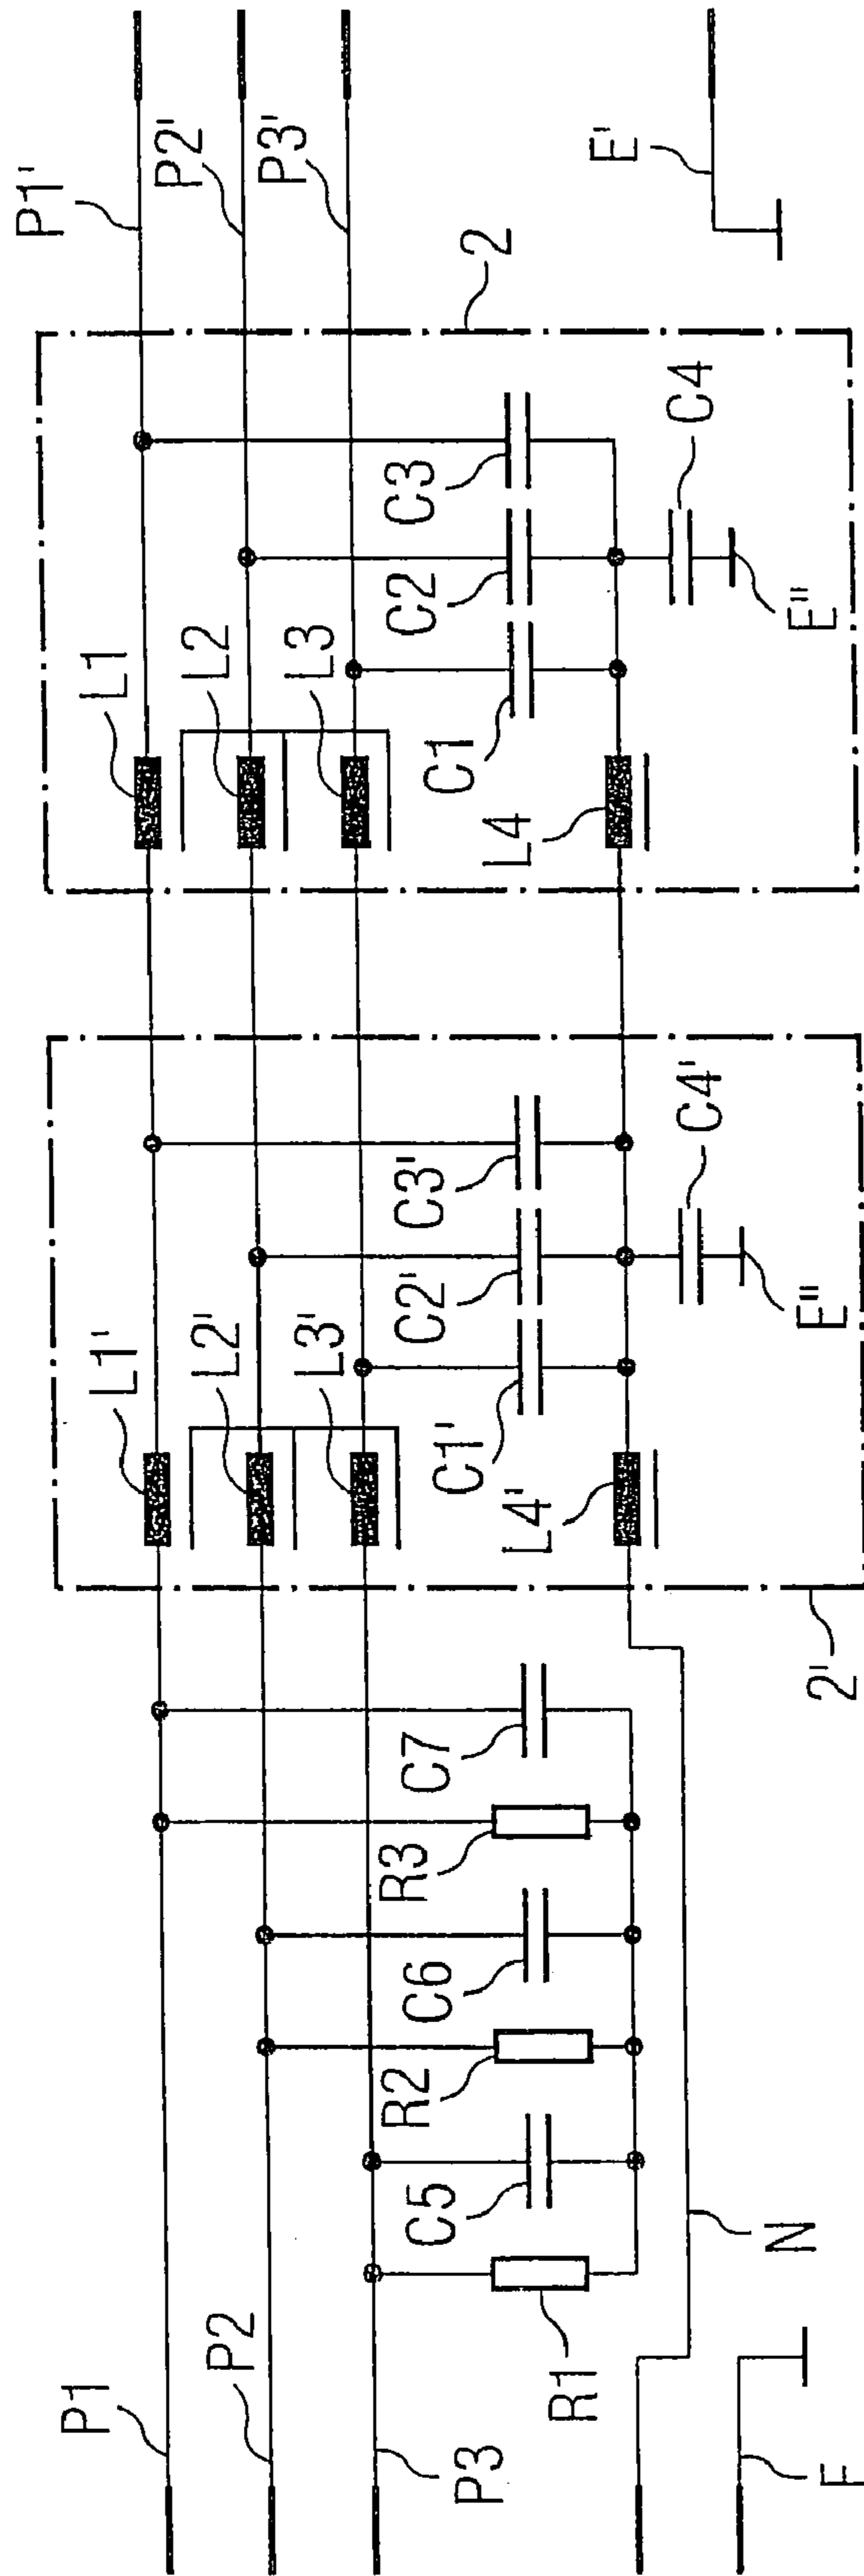 P1
P2
P3
R1
C5
R2
C6
R3
C7
N
2'
L1'
L2'
L3'
L4'
C1'
C2'
C3'
C4'
E"
L1
L2
L3
L4
C1
C2
C3
C4
E"
2
P1'
P2'
P3'
E'